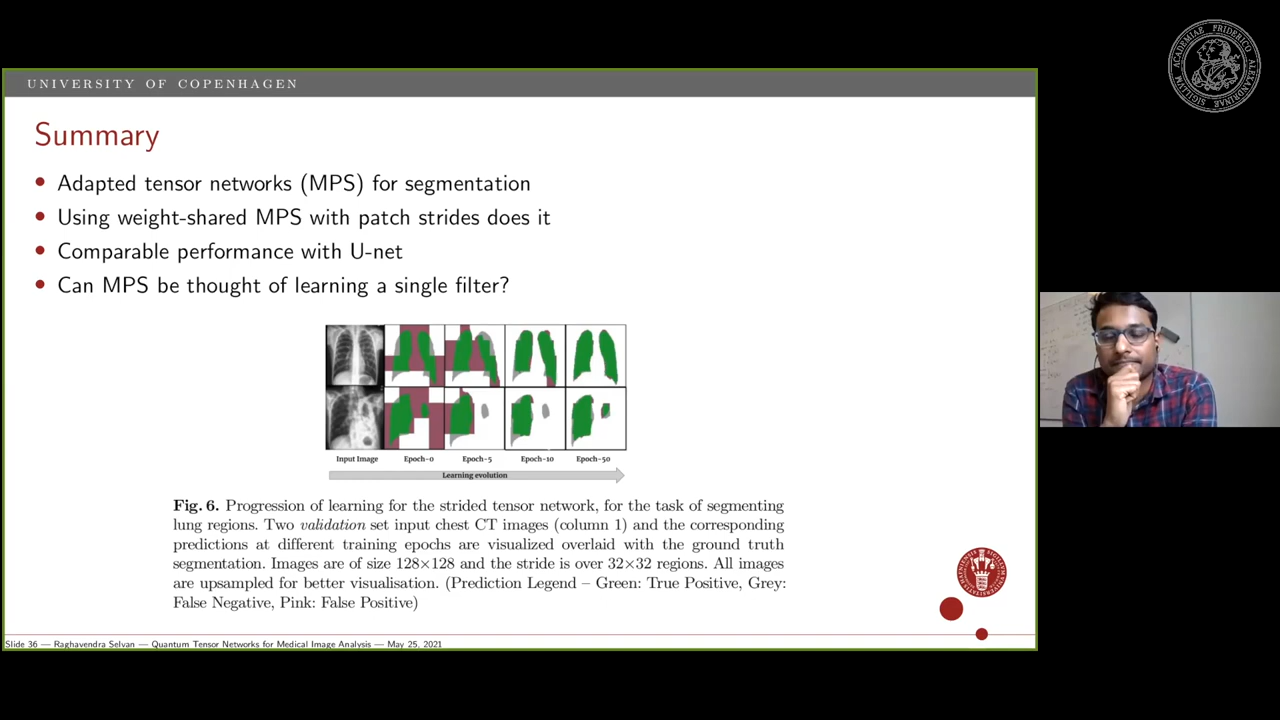 UNIVERSITY OF COPENHAGEN
Summary
Adapted tensor networks (MPS) for segmentation
Using weight-shared MPS with patch strides does it
Comparable performance with U-net
Can MPS be thought of learning a single filter?
Input Image Epoch-0 Epoch-5 Epoch-10 Epoch-50
Learning evolution
Fig. 6. Progression of learning for the strided tensor network, for the task of segmenting
lung regions. Two validation set input chest CT images (column 1) and the corresponding
predictions at different training epochs are visualized overlaid with the ground truth
segmentation. Images are of size 128×128 and the stride is over 32×32 regions. All images
are upsampled for better visualisation. (Prediction Legend – Green: True Positive, Grey:
False Negative, Pink: False Positive)
Slide 36 — Raghavendra Selvan — Quantum Tensor Networks for Medical Image Analysis — May 25, 2021
ACADEMIAE FRIDERICO ALEXANDRINAE SIGILLVM